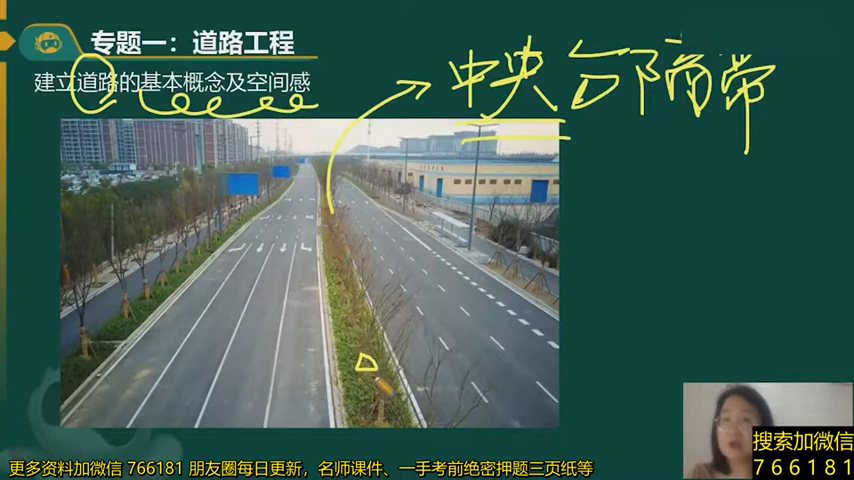 专题一：道路工程
建立道路的基本概念及空间感
中央分隔带
搜索加微信
766181
更多资料加微信 766181 朋友圈每日更新，名师课件、一手考前绝密押题三页纸等